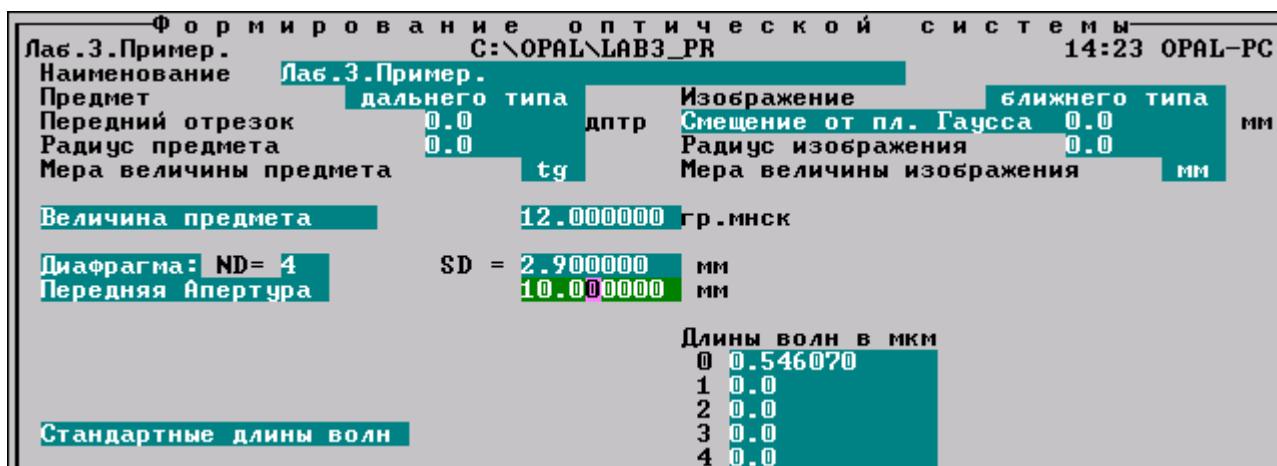 Формирование оптической системы
Лаб.3.Пример. C:\OPAL\LAB3_PR 14:23 OPAL-PC
Наименование Лаб.3.Пример.
Предмет дальнего типа Изображение ближнего типа
Передний отрезок 0.0 дптр Смещение от пл. Гаусса 0.0 мм
Радиус предмета 0.0 Радиус изображения 0.0
Мера величины предмета tg Мера величины изображения мм
Величина предмета 12.000000 гр.мнск
Диафрагма: ND= 4 SD = 2.900000 мм
Передняя Апертура 10.000000 мм
Длины волн в мкм
0 0.546070
1 0.0
2 0.0
Стандартные длины волн 3 0.0
4 0.0